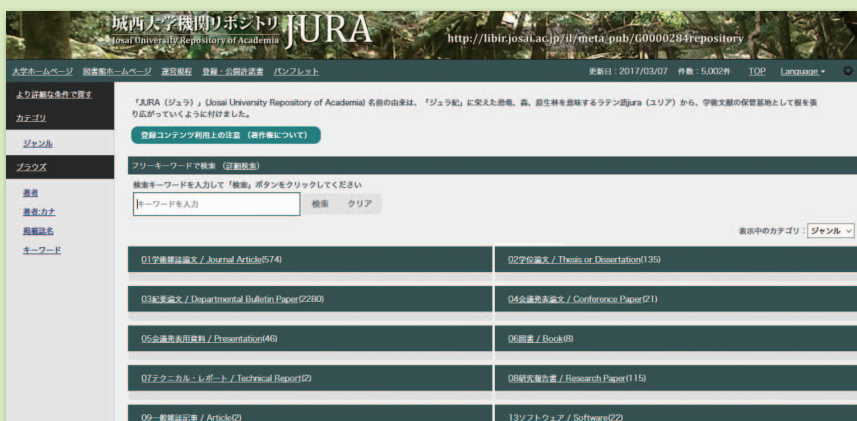 城西大学機関リポジトリ JURA
Josai University Repository of Academia
http://libir.josai.ac.jp/il/meta_pub/G0000284repository
大学ホームページ 図書館ホームページ 運営規程 登録・公開許諾書 パンフレット
更新日:2017/03/07 件数:5,002件 TOP Language
より詳細な条件で探す
カテゴリ
ジャンル
ブラウズ
著者
著者カナ
掲載誌名
キーワード
「JURA(ジュラ)」(Josai University Repository of Academia) 名前の由来は、「ジュラ紀」に栄えた恐竜、森、原生林を意味するラテン語jura(ユリア)から、学術文献の保管基地として根を張
り広がっていくように付けました。
登録コンテンツ利用上の注意 (著作権について)
フリーキーワードで検索 (詳細検索)
検索キーワードを入力して「検索」ボタンをクリックしてください
キーワードを入力 検索 クリア
表示中のカテゴリ: ジャンル
01学術雑誌論文 / Journal Article(574)
02学位論文 / Thesis or Dissertation(135)
03紀要論文 / Departmental Bulletin Paper(2280)
04会議発表論文 / Conference Paper(21)
05会議発表用資料 / Presentation(46)
06図書 / Book(8)
07テクニカル・レポート / Technical Report(2)
08研究報告書 / Research Paper(115)
09一般雑誌記事 / Article(2)
13ソフトウェア / Software(22)